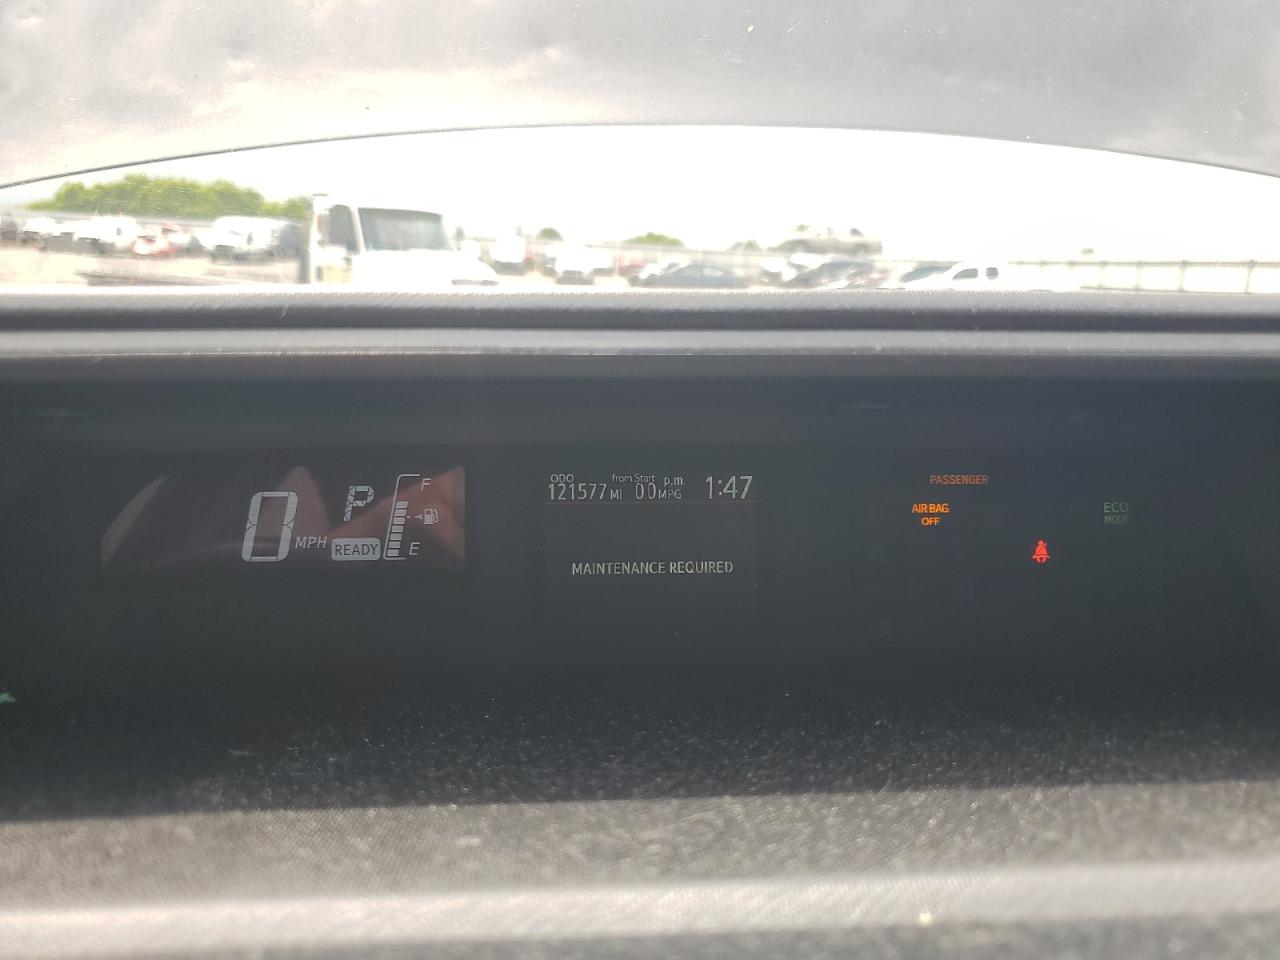 0 MPH
P
READY
F
E
ODO
121577 MI
from Start
0.0 MPG
p.m.
1:47
MAINTENANCE REQUIRED
PASSENGER
AIR BAG
OFF
ECO
MODE